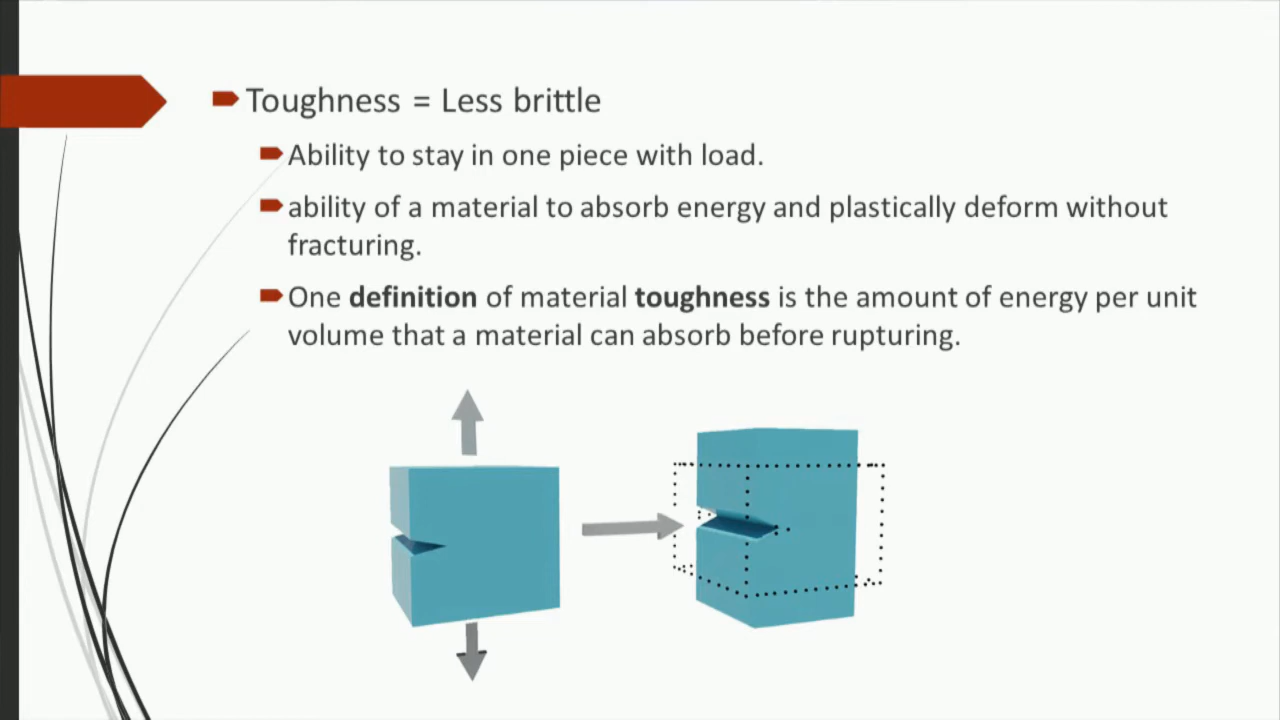 Toughness = Less brittle
Ability to stay in one piece with load.
ability of a material to absorb energy and plastically deform without
fracturing.
One definition of material toughness is the amount of energy per unit
volume that a material can absorb before rupturing.